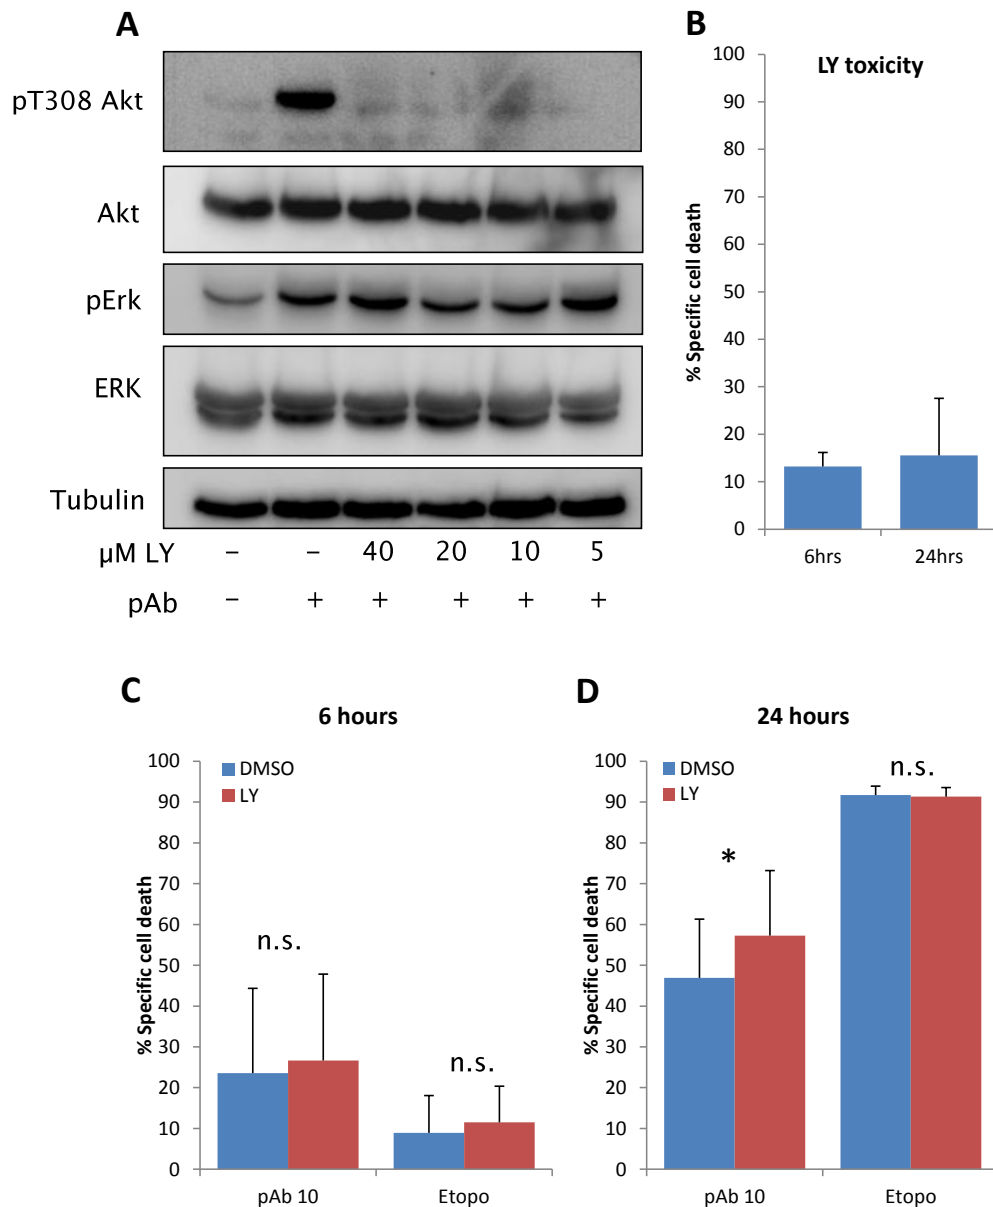 A
pT308 Akt
Akt
pErk
ERK
Tubulin
μM LY – – 40 20 10 5
pAb – + + + + +
B
LY toxicity
% Specific cell death
100
90
80
70
60
50
40
30
20
10
0
6hrs 24hrs
C
6 hours
% Specific cell death
100
90
80
70
60
50
40
30
20
10
0
DMSO
LY
n.s.
n.s.
pAb 10 Etopo
D
24 hours
% Specific cell death
100
90
80
70
60
50
40
30
20
10
0
DMSO
LY
*
n.s.
pAb 10 Etopo